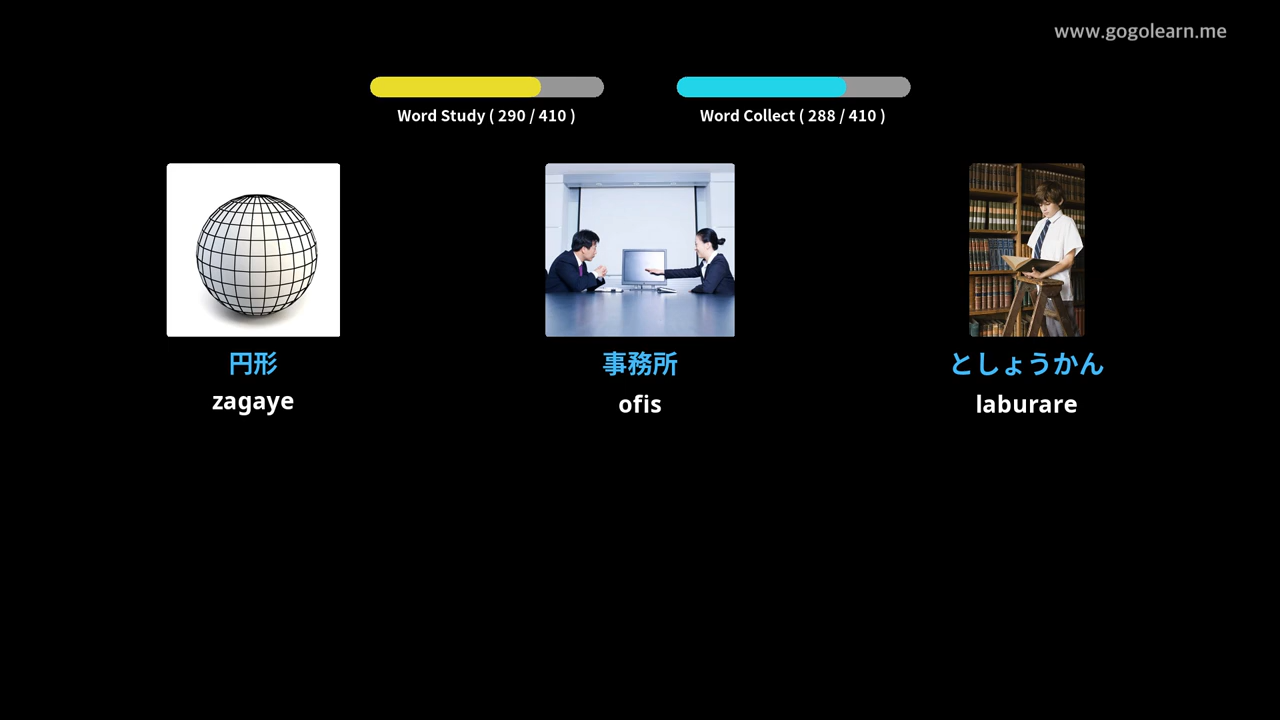 www.gogolearn.me
Word Study ( 290 / 410 )
Word Collect ( 288 / 410 )
円形
事務所
としょうかん
zagaye
ofis
laburare